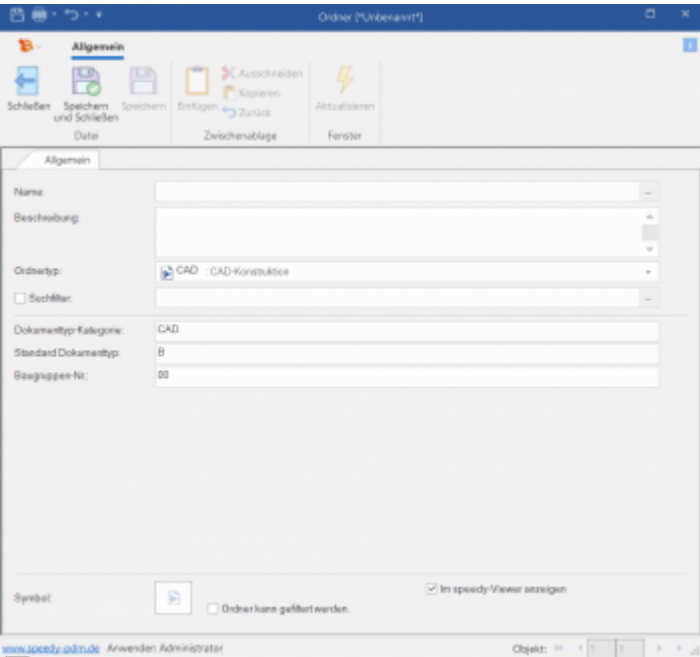 Ordner [*Unbenannt*]
Allgemein
Schließen
Speichern und Schließen
Speichern
Einfügen
Ausschneiden
Kopieren
Zurück
Aktualisieren
Datei
Zwischenablage
Fenster
Allgemein
Name:
Beschreibung:
Ordnertyp: CAD : CAD-Konstruktion
Suchfilter:
Dokumenttyp-Kategorie: CAD
Standard Dokumenttyp: B
Baugruppen-Nr.: 00
Im speedy-Viewer anzeigen
Symbol:
Ordner kann gefiltert werden.
www.speedy-pdm.de Anwender: Administrator Objekt: 1 1